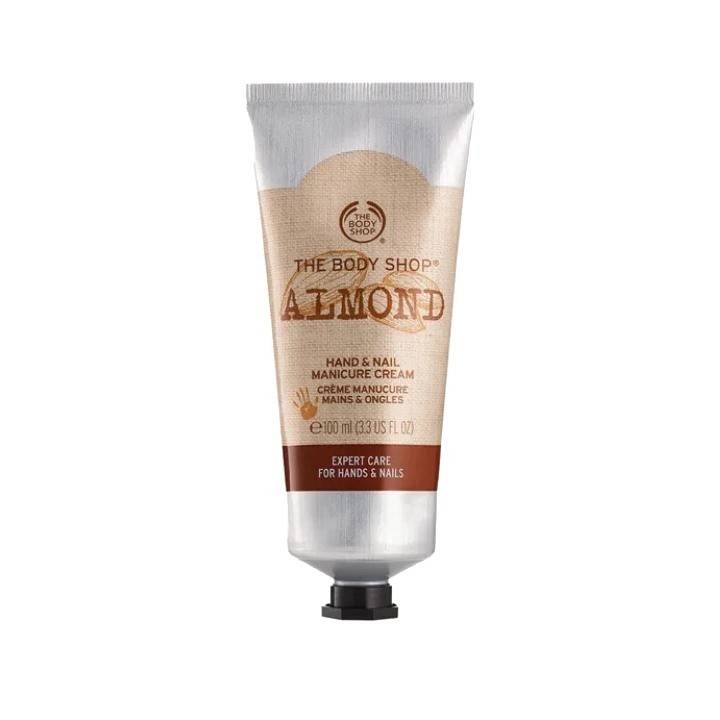 THE
BODY
SHOP
®
THE BODY SHOP®
ALMOND
HAND & NAIL
MANICURE CREAM
CRÈME MANUCURE
MAINS & ONGLES
℮100 ml (3.3 US FL OZ)
EXPERT CARE
FOR HANDS & NAILS